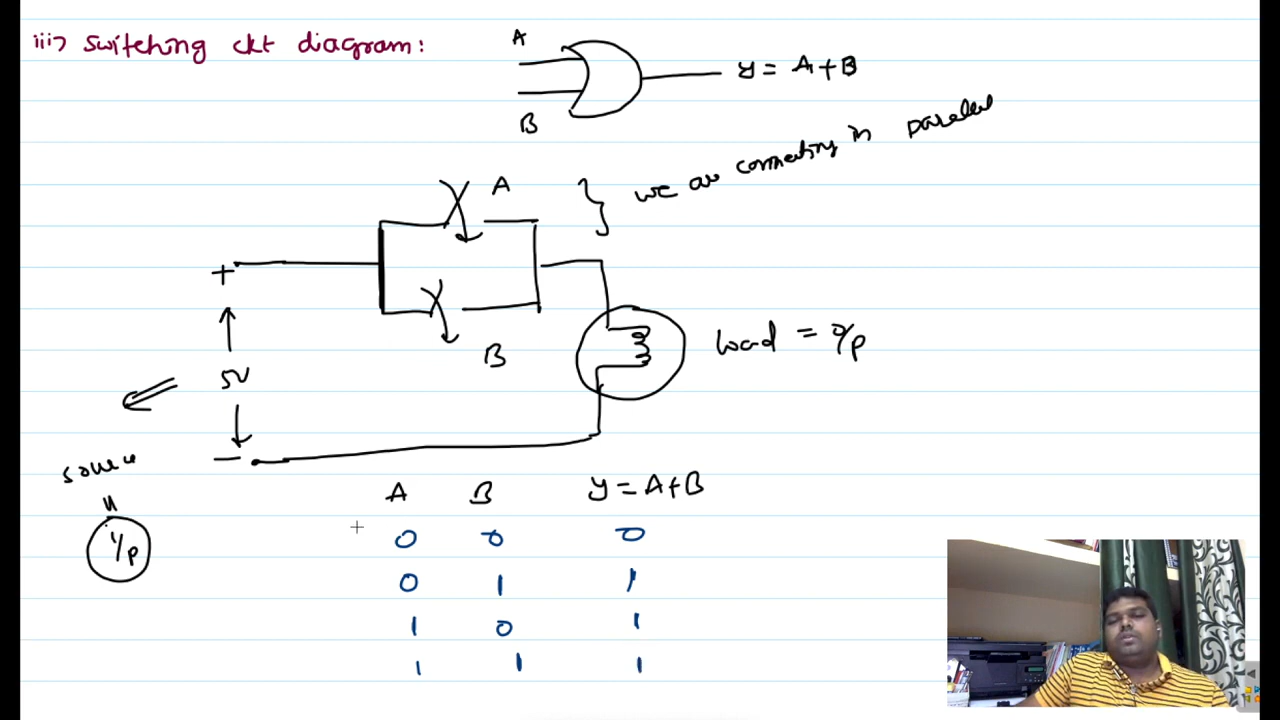 iii) switching ckt diagram:
A
B
y = A+B
we are connecting in parallel
A
B
+
5V
−
load = o/p
source
i/p
A B y = A+B
0 0 0
0 1 1
1 0 1
1 1 1